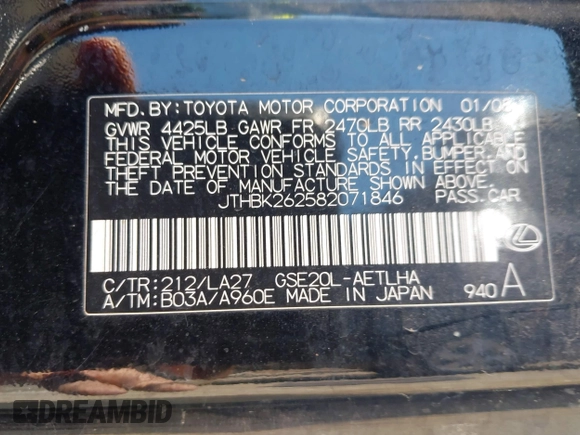 MFD. BY: TOYOTA MOTOR CORPORATION 01/08
GVWR 4425LB GAWR FR 2470LB RR 2430LB
THIS VEHICLE CONFORMS TO ALL APPLICABLE
FEDERAL MOTOR VEHICLE SAFETY, BUMPER, AND
THEFT PREVENTION STANDARDS IN EFFECT ON
THE DATE OF MANUFACTURE SHOWN ABOVE.
JTHBK262582071846 PASS. CAR
C/TR: 212/LA27 GSE20L-AETLHA
A/TM: B03A/A960E MADE IN JAPAN 940 A
DREAMBID